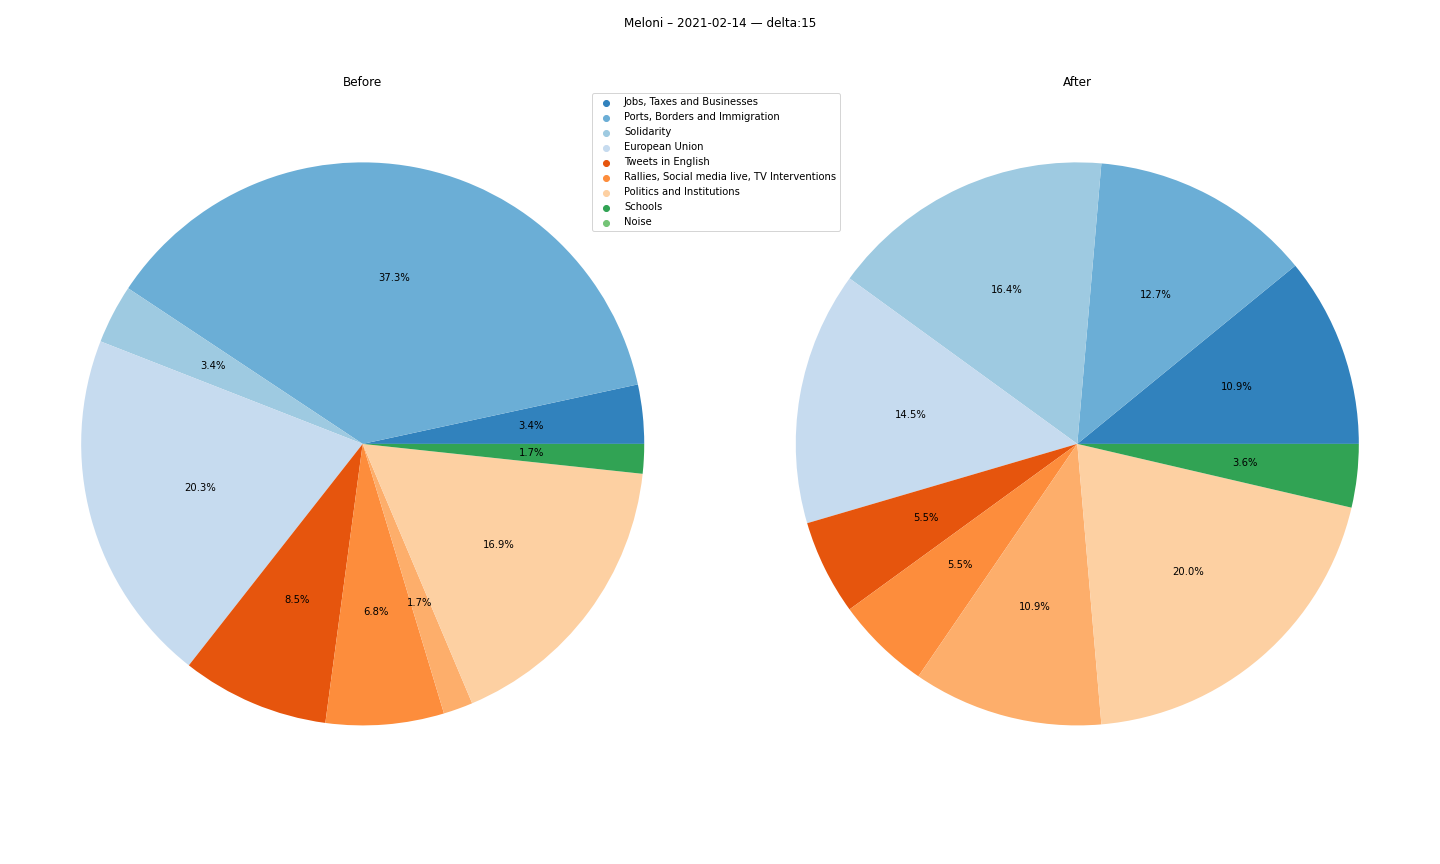 Meloni – 2021-02-14 — delta:15
Before
After
Jobs, Taxes and Businesses
Ports, Borders and Immigration
Solidarity
European Union
Tweets in English
Rallies, Social media live, TV Interventions
Politics and Institutions
Schools
Noise
37.3%
3.4%
3.4%
1.7%
20.3%
16.9%
8.5%
6.8%
1.7%
16.4%
12.7%
10.9%
14.5%
3.6%
5.5%
5.5%
20.0%
10.9%